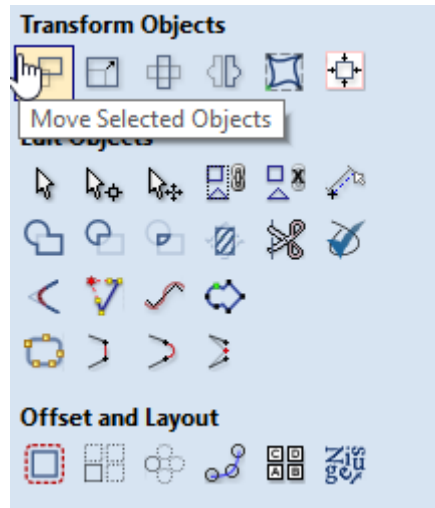 Transform Objects
Move Selected Objects
Edit Objects
Offset and Layout
C D
A B